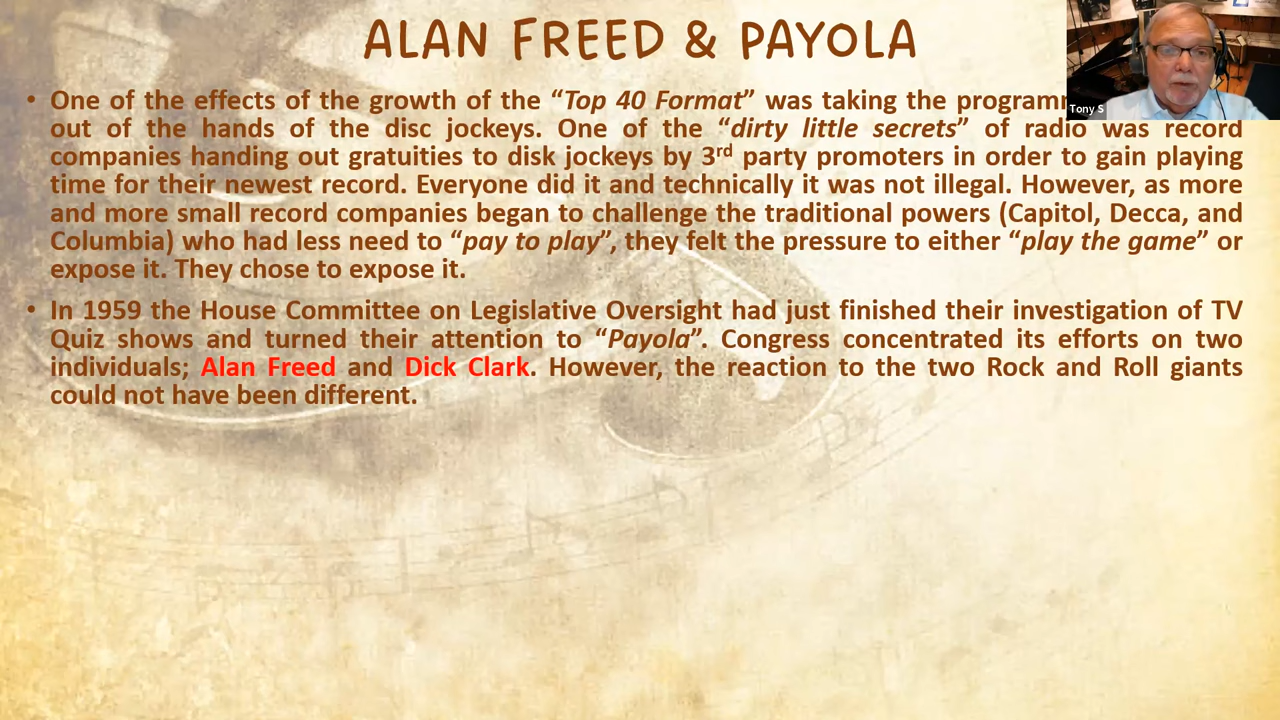 ALAN FREED & PAYOLA
Tony S
• One of the effects of the growth of the “Top 40 Format” was taking the
out of the hands of the disc jockeys. One of the “dirty little secrets” of radio was record
companies handing out gratuities to disk jockeys by 3rd party promoters in order to gain playing
time for their newest record. Everyone did it and technically it was not illegal. However, as more
and more small record companies began to challenge the traditional powers (Capitol, Decca, and
Columbia) who had less need to “pay to play”, they felt the pressure to either “play the game” or
expose it. They chose to expose it.
• In 1959 the House Committee on Legislative Oversight had just finished their investigation of TV
Quiz shows and turned their attention to “Payola”. Congress concentrated its efforts on two
individuals; Alan Freed and Dick Clark. However, the reaction to the two Rock and Roll giants
could not have been different.